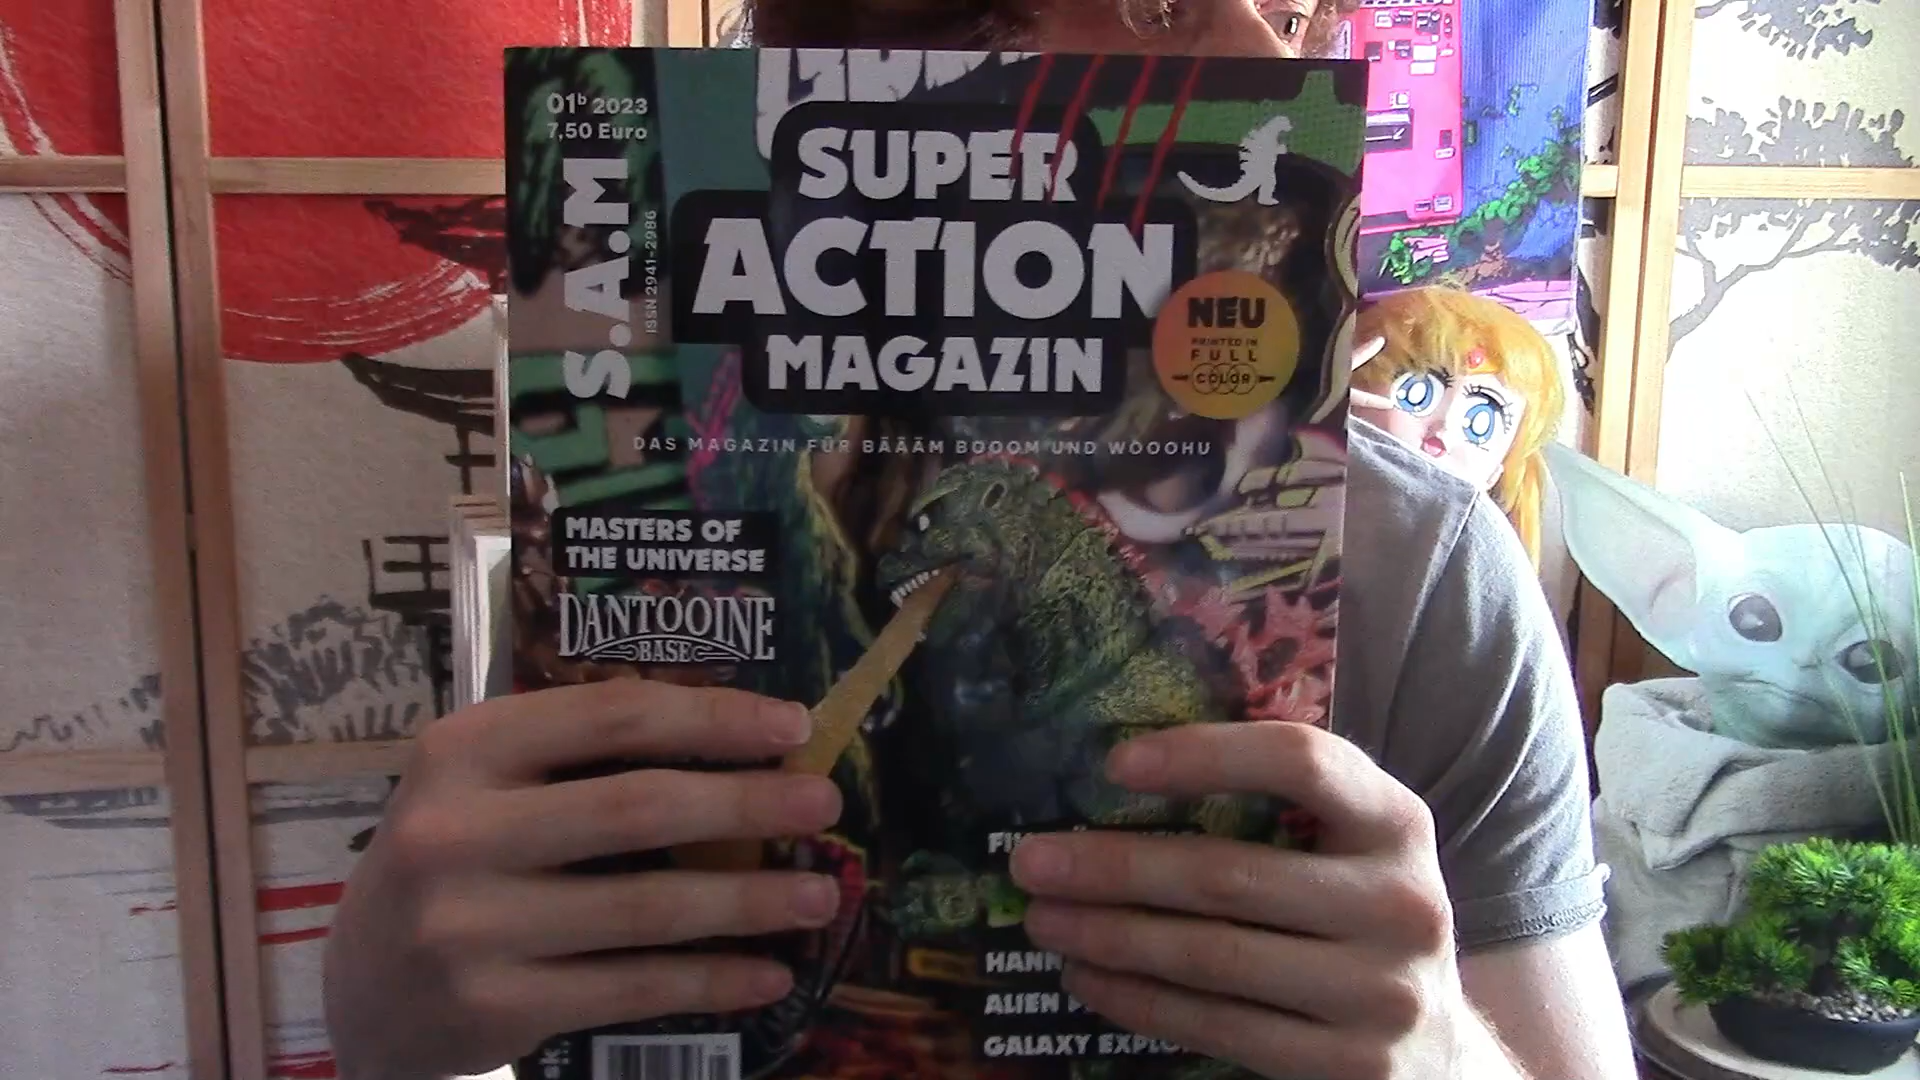 01b 2023
7,50 Euro
S.A.M
ISSN 2941-2986
SUPER
ACTION
MAGAZIN
NEU
PRINTED IN
FULL
COLOR
DAS MAGAZIN FÜR BÄÄÄM BOOOM UND WOOOHU
MASTERS OF
THE UNIVERSE
DANTOOINE
BASE
ALIEN
GALAXY